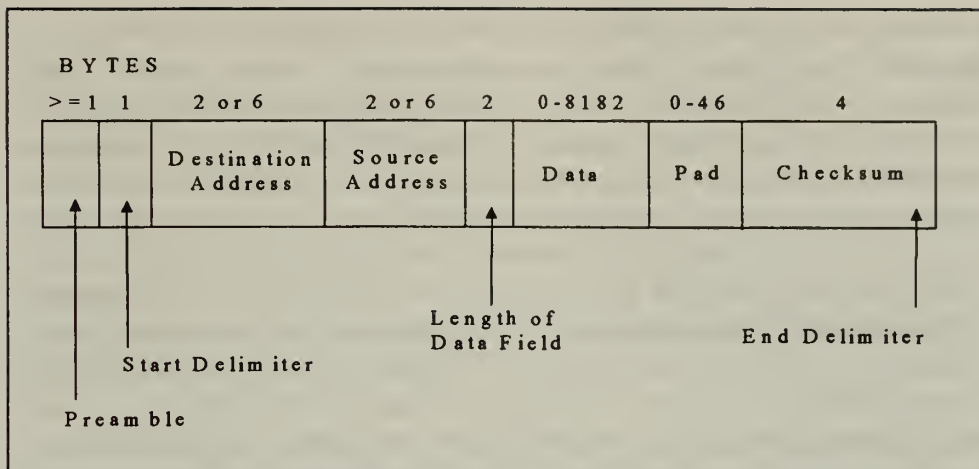 BYTES
>=1 1 2 or 6 2 or 6 2 0-8182 0-46 4
Destination Address
Source Address
Data
Pad
Checksum
Length of Data Field
End Delimiter
Start Delimiter
Preamble